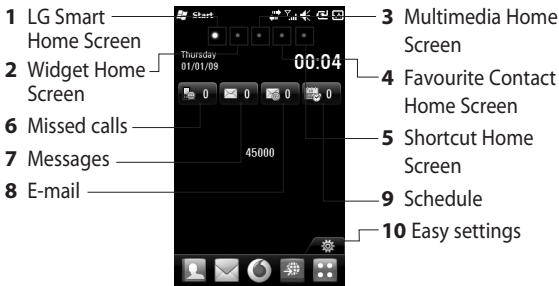 1 LG Smart
Home Screen
2 Widget Home
Screen
6 Missed calls
7 Messages
8 E-mail
Start
Thursday
01/01/09
00:04
0 0 0 0
45000
3 Multimedia Home
Screen
4 Favourite Contact
Home Screen
5 Shortcut Home
Screen
9 Schedule
10 Easy settings